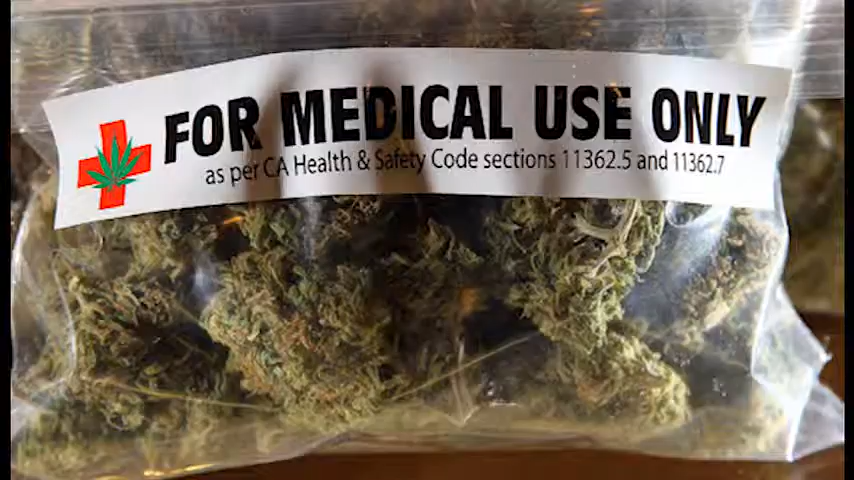 FOR MEDICAL USE ONLY
as per CA Health & Safety Code sections 11362.5 and 11362.7